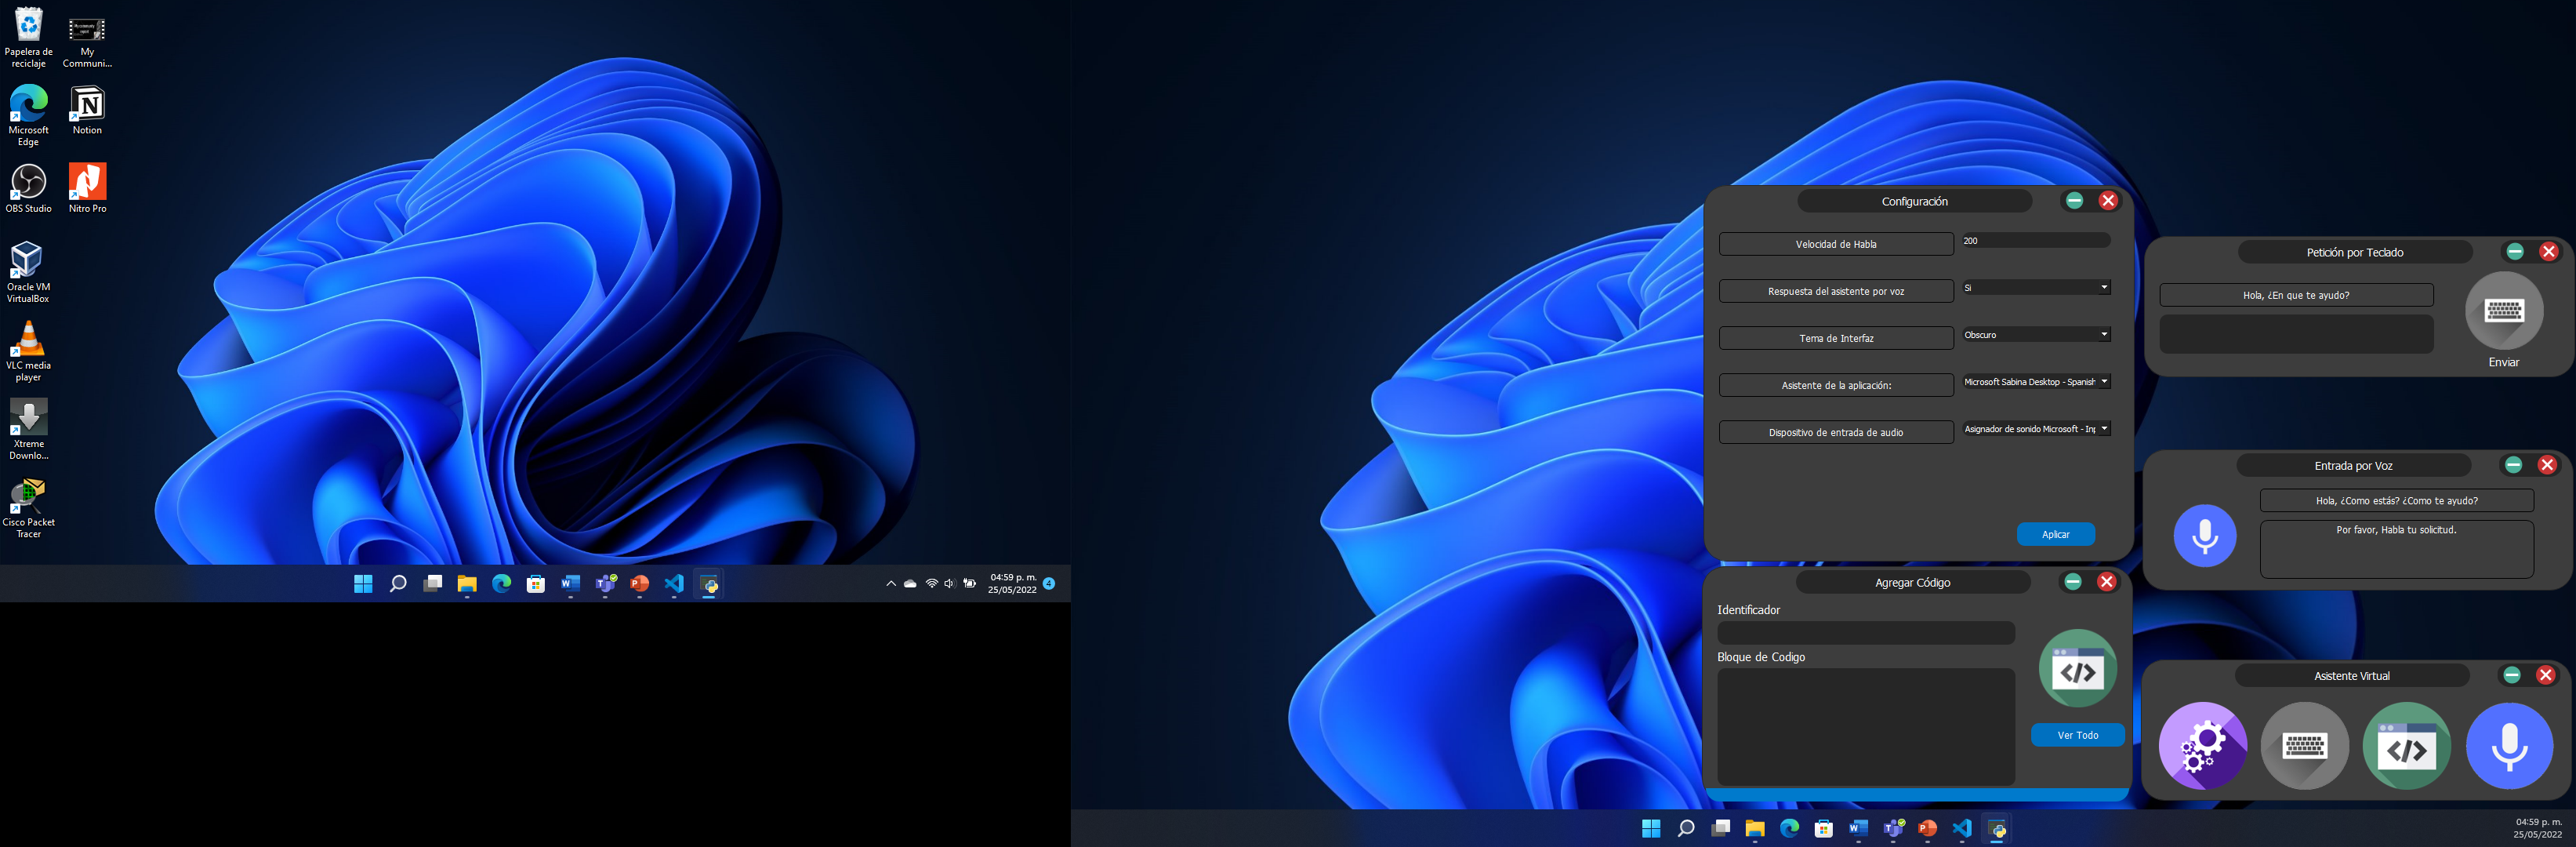 Papelera de
reciclaje
My
Communi...
Microsoft
Edge
Notion
OBS Studio
Nitro Pro
Oracle VM
VirtualBox
VLC media
player
Xtreme
Downlo...
Cisco Packet
Tracer
04:59 p. m.
25/05/2022
4
Configuración
Velocidad de Habla
200
Respuesta del asistente por voz
Si
Tema de Interfaz
Obscuro
Asistente de la aplicación:
Microsoft Sabina Desktop - Spanish
Dispositivo de entrada de audio
Asignador de sonido Microsoft - Inp
Aplicar
Agregar Código
Identificador
Bloque de Codigo
Ver Todo
Petición por Teclado
Hola, ¿En que te ayudo?
Enviar
Entrada por Voz
Hola, ¿Como estás? ¿Como te ayudo?
Por favor, Habla tu solicitud.
Asistente Virtual
04:59 p. m.
25/05/2022